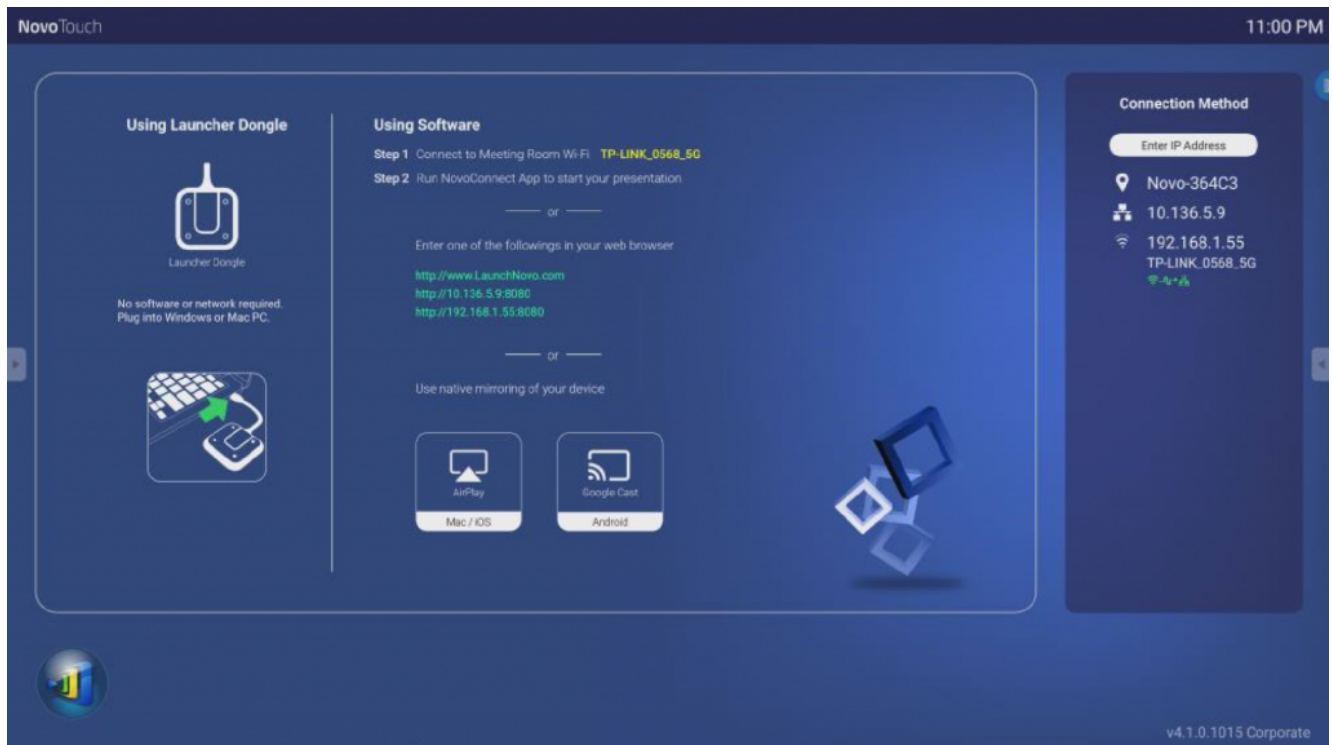 NovoTouch
11:00 PM
Using Launcher Dongle
Launcher Dongle
No software or network required.
Plug into Windows or Mac PC.
Using Software
Step 1 Connect to Meeting Room Wi-Fi TP-LINK_0568_5G
Step 2 Run NovoConnect App to start your presentation
or
Enter one of the followings in your web browser
http://www.LaunchNovo.com
http://10.136.5.9:8080
http://192.168.1.55:8080
or
Use native mirroring of your device
AirPlay
Mac / iOS
Google Cast
Android
Connection Method
Enter IP Address
Novo-364C3
10.136.5.9
192.168.1.55
TP-LINK_0568_5G
v4.1.0.1015 Corporate